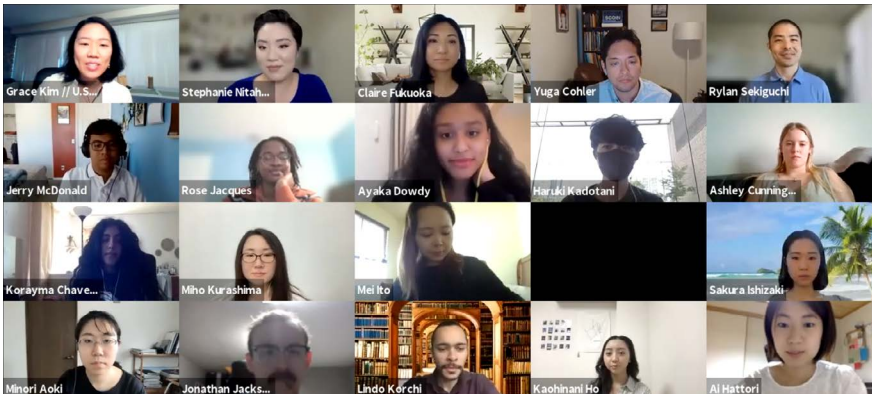 SCOBI
Grace Kim // U.S...
Stephanie Nitah...
Claire Fukuoka
Yuga Cohler
Rylan Sekiguchi
Jerry McDonald
Rose Jacques
Ayaka Dowdy
Haruki Kadotani
Ashley Cunning...
Korayma Chave...
Miho Kurashima
Mei Ito
Sakura Ishizaki
Minori Aoki
Jonathan Jacks...
Lindo Korchi
Kaohinani Ho
Ai Hattori